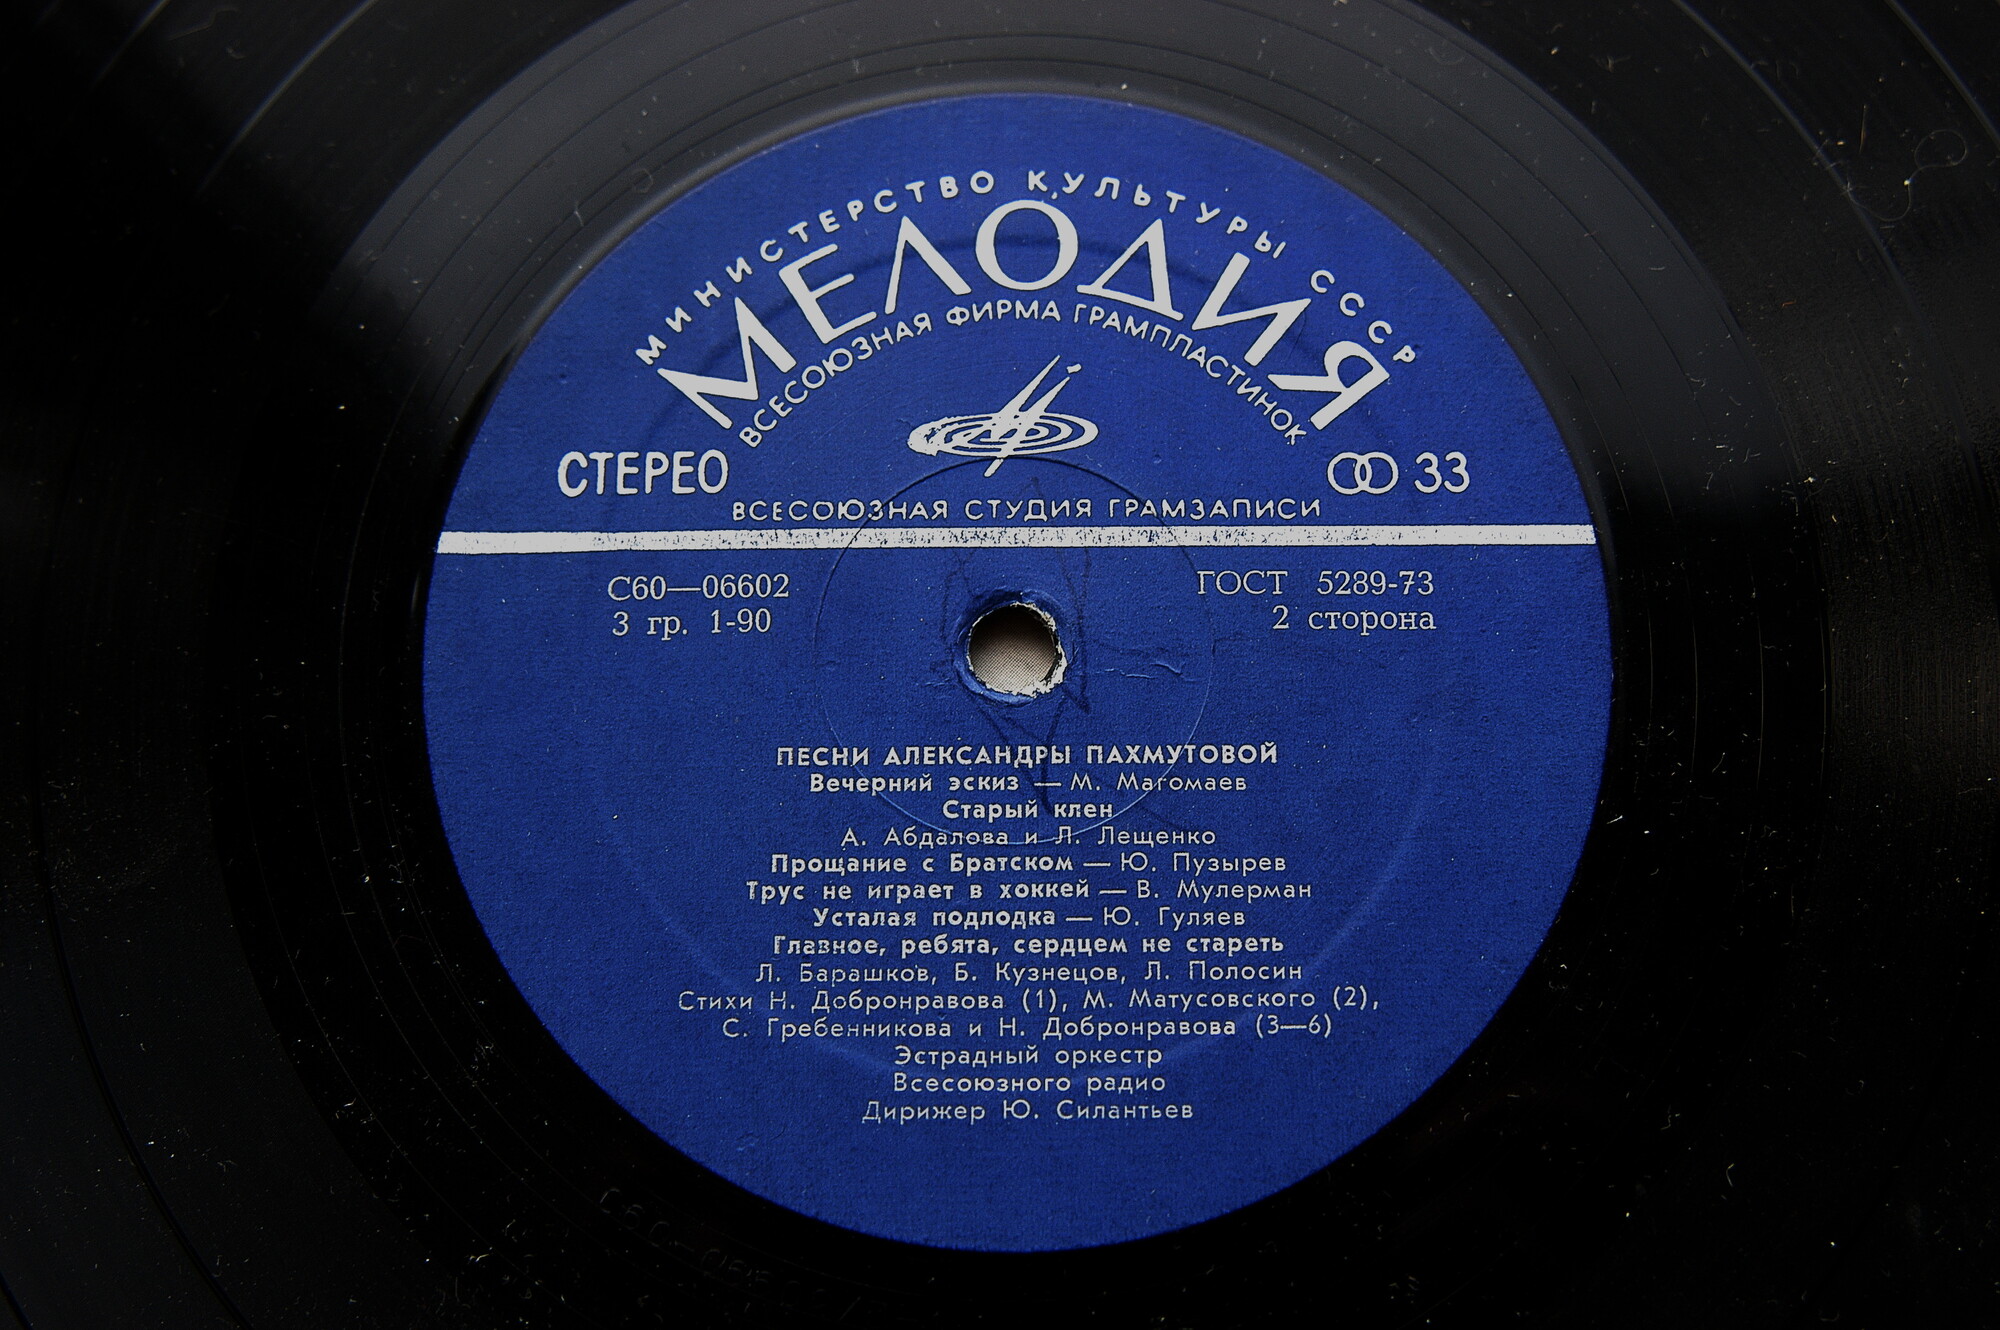 МИНИСТЕРСТВО КУЛЬТУРЫ СССР
МЕЛОДИЯ
ВСЕСОЮЗНАЯ ФИРМА ГРАМПЛАСТИНОК
СТЕРЕО 33
ВСЕСОЮЗНАЯ СТУДИЯ ГРАМЗАПИСИ
С60—06602 ГОСТ 5289-73
3 гр. 1-90 2 сторона
ПЕСНИ АЛЕКСАНДРЫ ПАХМУТОВОЙ
Вечерний эскиз — М. Магомаев
Старый клен
А. Абдалова и Л. Лещенко
Прощание с Братском — Ю. Пузырев
Трус не играет в хоккей — В. Мулерман
Усталая подлодка — Ю. Гуляев
Главное, ребята, сердцем не стареть
Л. Барашков, Б. Кузнецов, Л. Полосин
Стихи Н. Добронравова (1), М. Матусовского (2),
С. Гребенникова и Н. Добронравова (3—6)
Эстрадный оркестр
Всесоюзного радио
Дирижер Ю. Силантьев